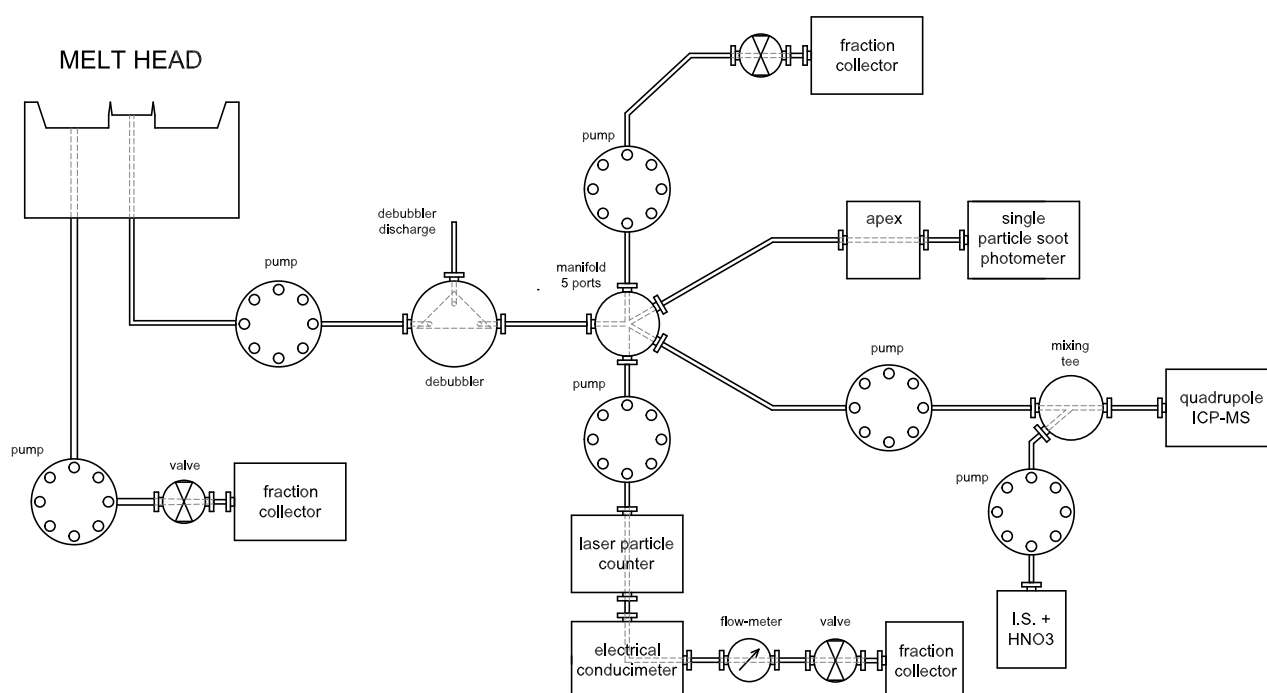 MELT HEAD
fraction
collector
pump
debubbler
discharge
apex
single
particle soot
photometer
pump
manifold
5 ports
debubbler
pump
pump
mixing
tee
quadrupole
ICP-MS
pump
valve
fraction
collector
pump
laser particle
counter
I.S. +
HNO3
electrical
conducimeter
flow-meter
valve
fraction
collector